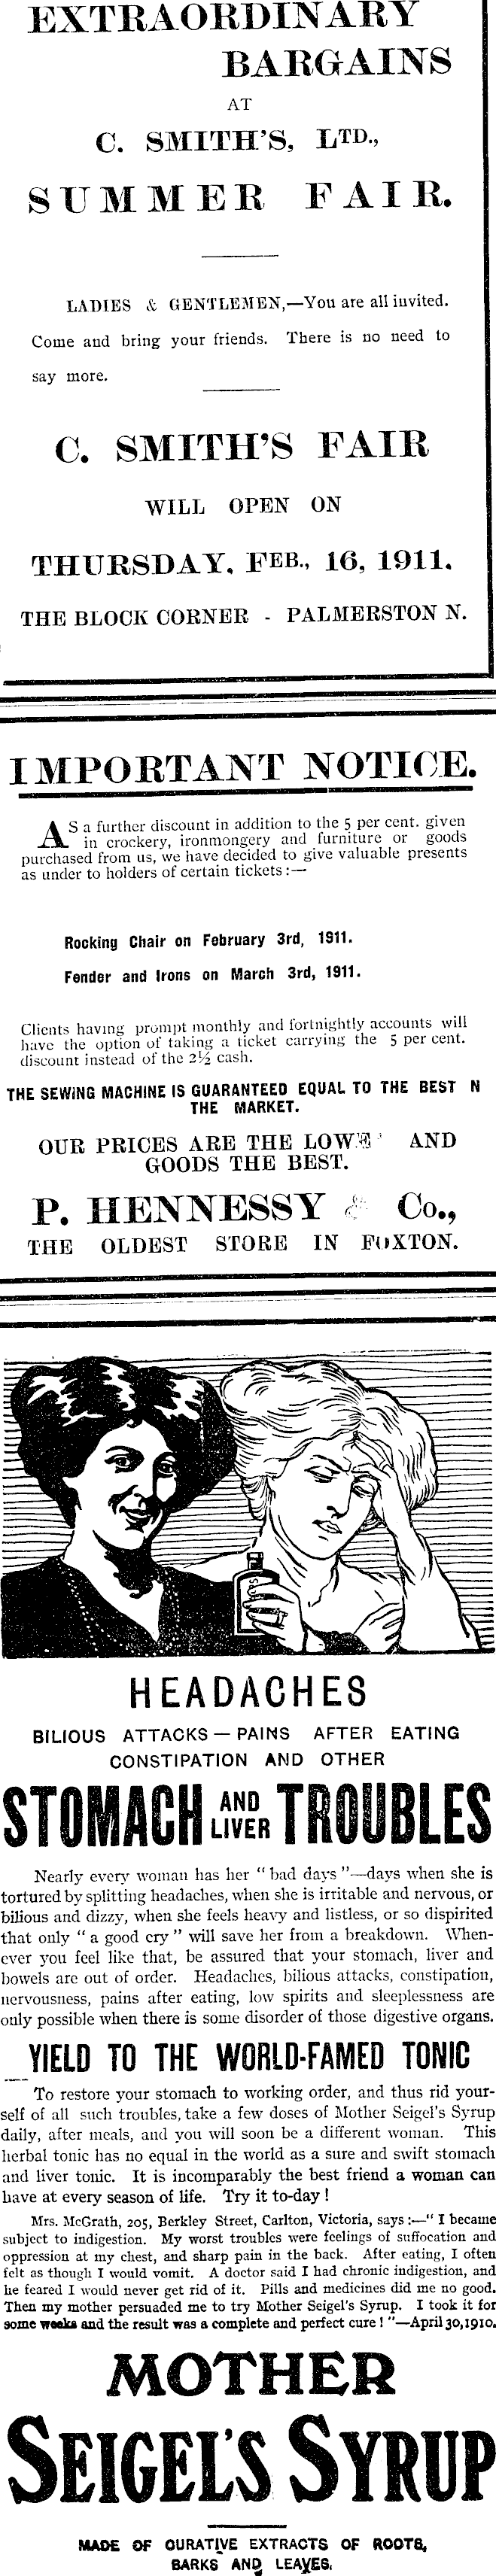 EXTRAORDINARY
BARGAINS
AT
C. SMITH'S, LTD.,
SUMMER FAIR.
LADIES & GENTLEMEN,—You are all invited.
Come and bring your friends. There is no need to
say more.
C. SMITH'S FAIR
WILL OPEN ON
THURSDAY, FEB., 16, 1911.
THE BLOCK CORNER - PALMERSTON N.
IMPORTANT NOTICE.
AS a further discount in addition to the 5 per cent. given
in crockery, ironmongery and furniture or goods
purchased from us, we have decided to give valuable presents
as under to holders of certain tickets:—
Rocking Chair on February 3rd, 1911.
Fender and Irons on March 3rd, 1911.
Clients having prompt monthly and fortnightly accounts will
have the option of taking a ticket carrying the 5 per cent.
discount instead of the 2½ cash.
THE SEWING MACHINE IS GUARANTEED EQUAL TO THE BEST N
THE MARKET.
OUR PRICES ARE THE AND
GOODS THE BEST.
P. HENNESSY & Co.,
THE OLDEST STORE IN FOXTON.
HEADACHES
BILIOUS ATTACKS — PAINS AFTER EATING
CONSTIPATION AND OTHER
STOMACH AND LIVER TROUBLES
Nearly every woman has her "bad days"—days when she is
tortured by splitting headaches, when she is irritable and nervous, or
bilious and dizzy, when she feels heavy and listless, or so dispirited
that only "a good cry" will save her from a breakdown. When-
ever you feel like that, be assured that your stomach, liver and
bowels are out of order. Headaches, bilious attacks, constipation,
nervousness, pains after eating, low spirits and sleeplessness are
only possible when there is some disorder of those digestive organs.
YIELD TO THE WORLD-FAMED TONIC
To restore your stomach to working order, and thus rid your-
self of all such troubles, take a few doses of Mother Seigel's Syrup
daily, after meals, and you will soon be a different woman. This
herbal tonic has no equal in the world as a sure and swift stomach
and liver tonic. It is incomparably the best friend a woman can
have at every season of life. Try it to-day!
Mrs. McGrath, 205, Berkley Street, Carlton, Victoria, says:—"I became
subject to indigestion. My worst troubles were feelings of suffocation and
oppression at my chest, and sharp pain in the back. After eating, I often
felt as though I would vomit. A doctor said I had chronic indigestion, and
he feared I would never get rid of it. Pills and medicines did me no good.
Then my mother persuaded me to try Mother Seigel's Syrup. I took it for
some weeks and the result was a complete and perfect cure!"—April 30, 1910.
MOTHER
SEIGEL'S SYRUP
MADE OF CURATIVE EXTRACTS OF ROOTS,
BARKS AND LEAVES.